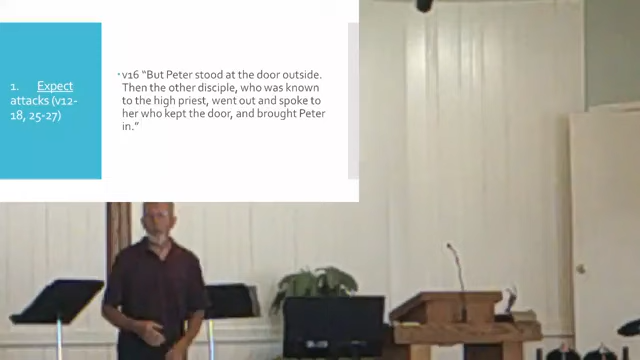 1. Expect
attacks (v12-
18, 25-27)
v16 “But Peter stood at the door outside.
Then the other disciple, who was known
to the high priest, went out and spoke to
her who kept the door, and brought Peter
in.”